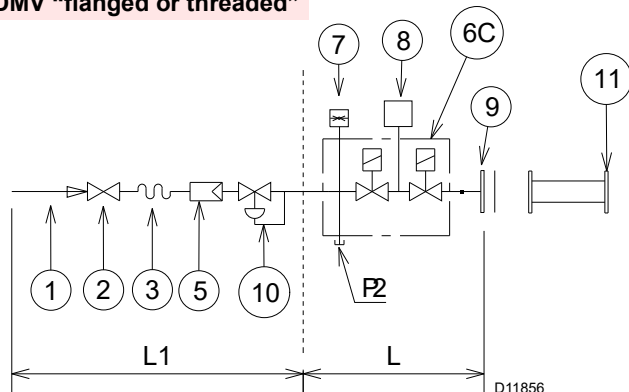 DMV “flanged or threaded”
7
8
6C
9
11
1
2
3
5
10
P2
L1
L
D11856